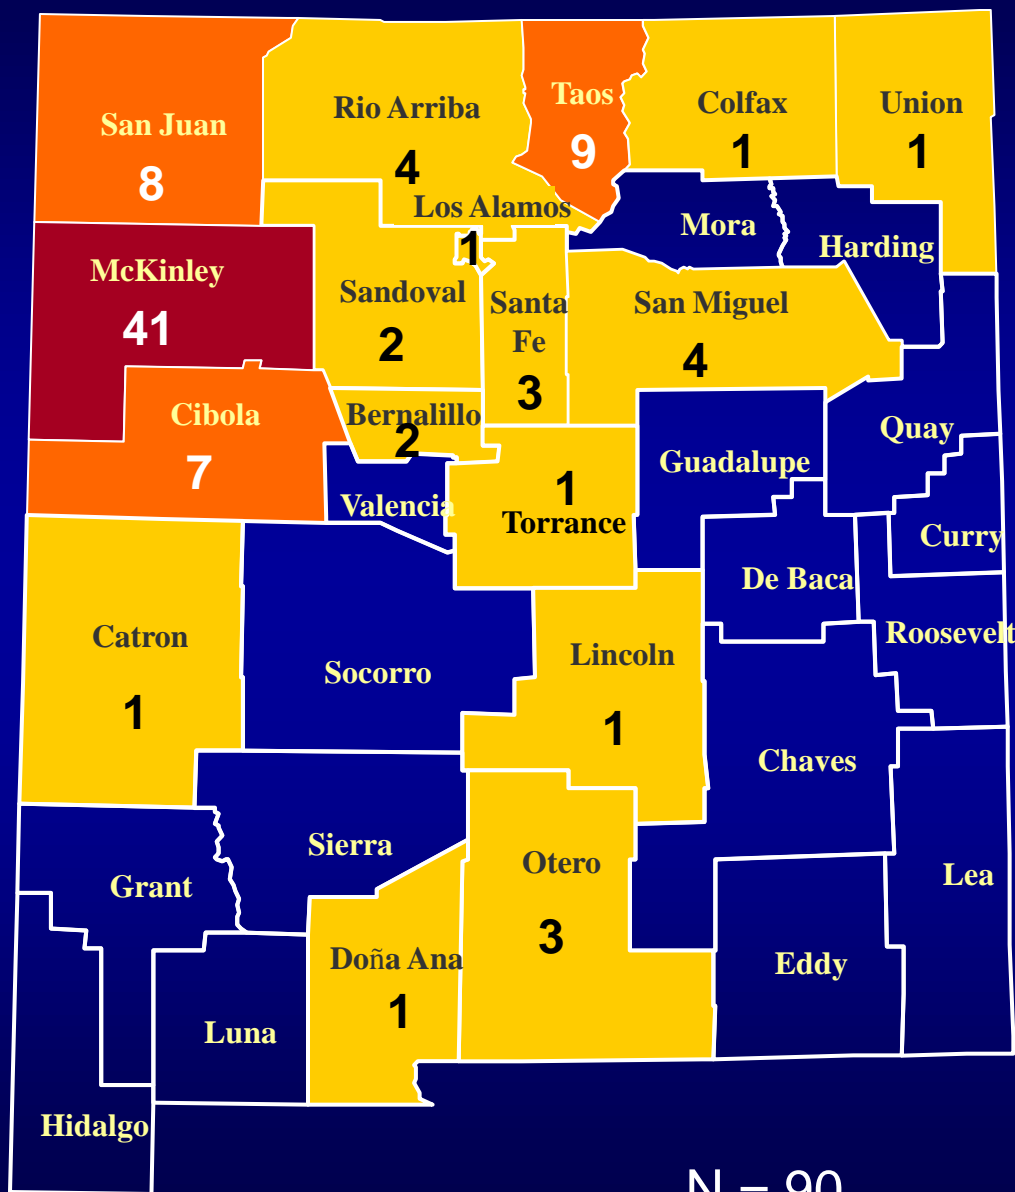 San Juan
8
Rio Arriba
4
Taos
9
Colfax
1
Union
1
Los Alamos
1
Mora
Harding
McKinley
41
Sandoval
2
Santa
Fe
3
San Miguel
4
Cibola
7
Bernalillo
2
Valencia
1
Torrance
Guadalupe
Quay
Curry
De Baca
Roosevelt
Catron
1
Socorro
Lincoln
1
Chaves
Sierra
Grant
Otero
3
Lea
Doña Ana
1
Eddy
Luna
Hidalgo
N = 90